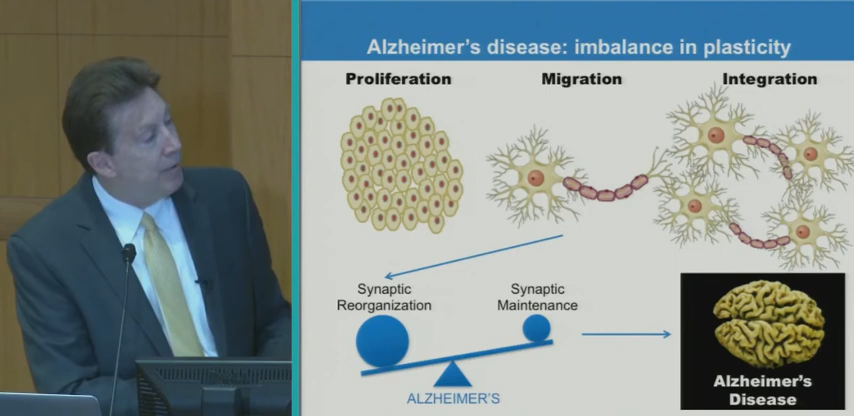 Alzheimer's disease: imbalance in plasticity
Proliferation
Migration
Integration
Synaptic
Reorganization
Synaptic
Maintenance
ALZHEIMER'S
Alzheimer's
Disease